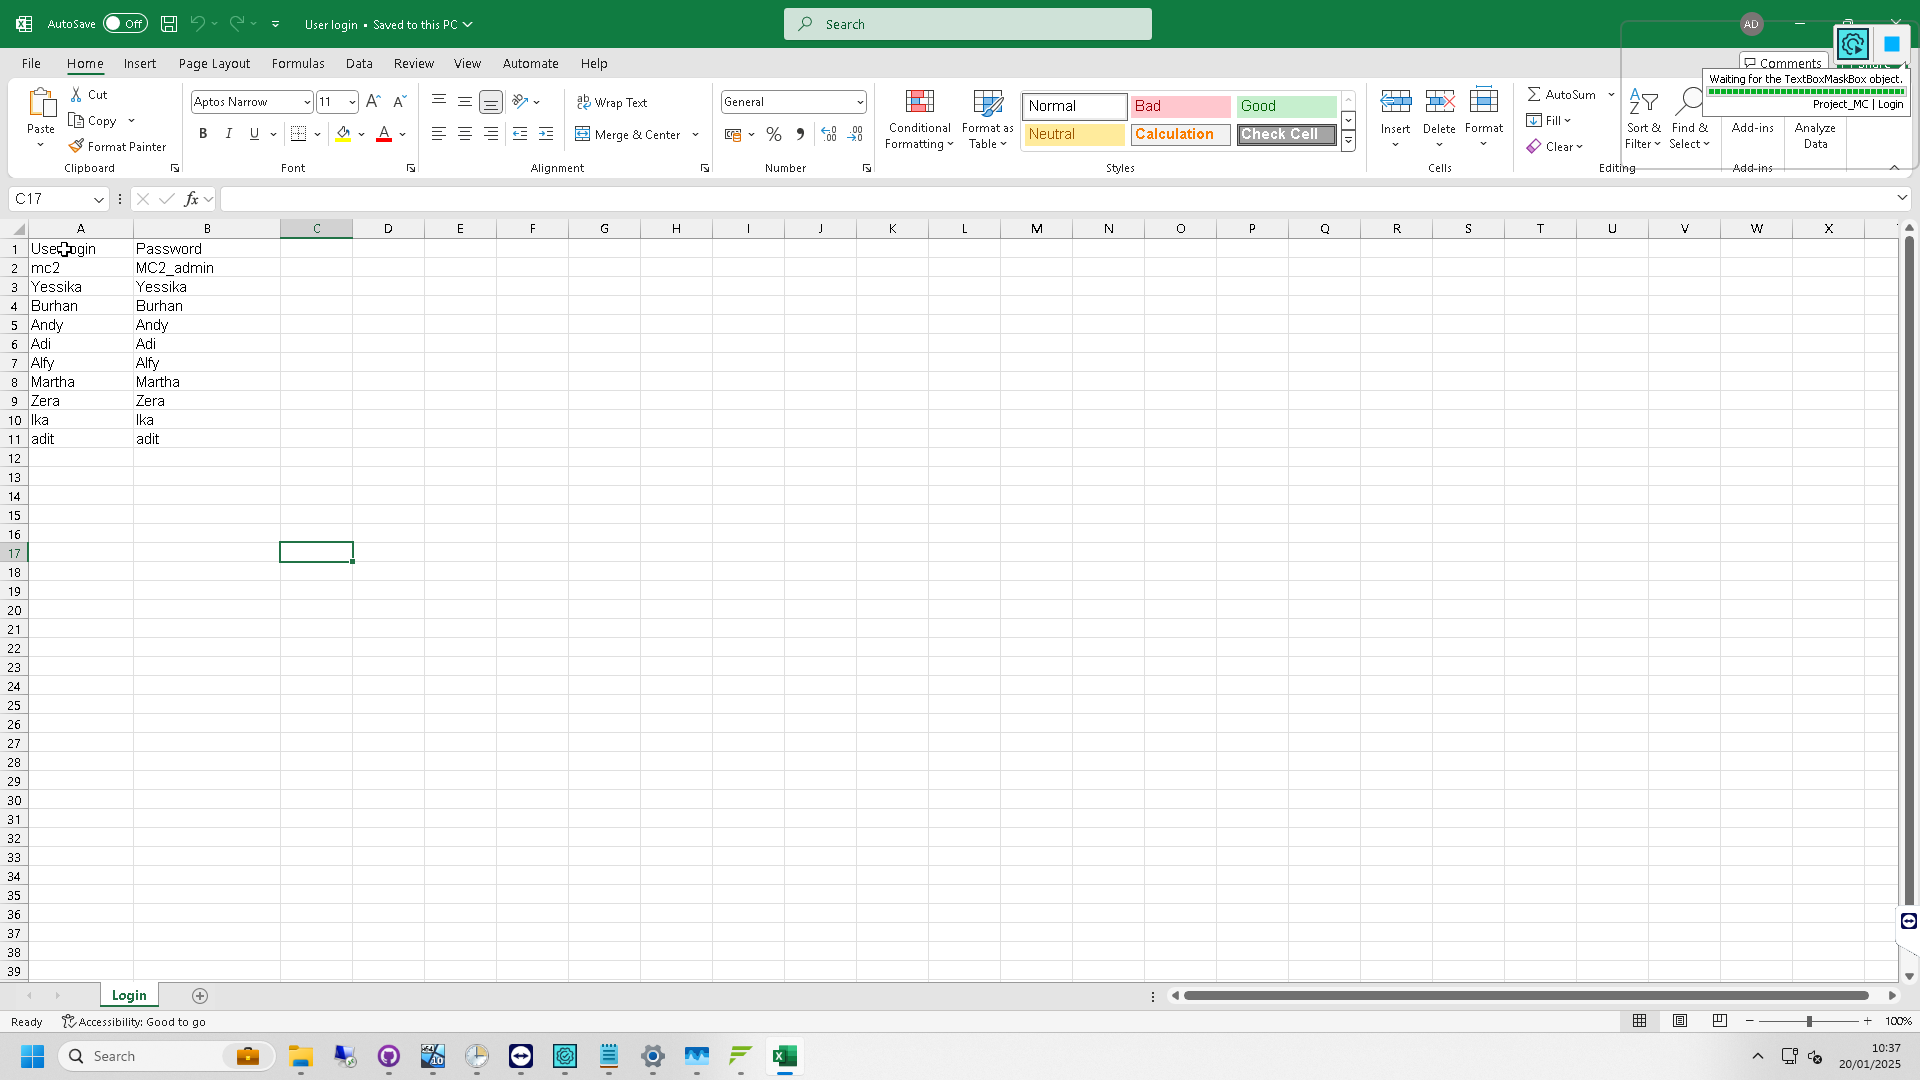 AutoSave Off User login • Saved to this PC Search AD
File Home Insert Page Layout Formulas Data Review View Automate Help Comments
Waiting for the TextBoxMaskBox object.
Project_MC | Login
Paste Cut Copy Format Painter Clipboard
Aptos Narrow 11 B I U A Font
Wrap Text Merge & Center Alignment
General % Number
Conditional Formatting Format as Table
Normal Bad Good
Neutral Calculation Check Cell
Styles
Insert Delete Format Cells
AutoSum Fill Clear Sort & Filter Find & Select Editing
Add-ins Add-ins
Analyze Data
C17 fx
A B C D E F G H I J K L M N O P Q R S T U V W X
1 User login Password
2 mc2 MC2_admin
3 Yessika Yessika
4 Burhan Burhan
5 Andy Andy
6 Adi Adi
7 Alfy Alfy
8 Martha Martha
9 Zera Zera
10 Ika Ika
11 adit adit
12
13
14
15
16
17
18
19
20
21
22
23
24
25
26
27
28
29
30
31
32
33
34
35
36
37
38
39
Login
Ready Accessibility: Good to go 100%
Search 10:37
20/01/2025